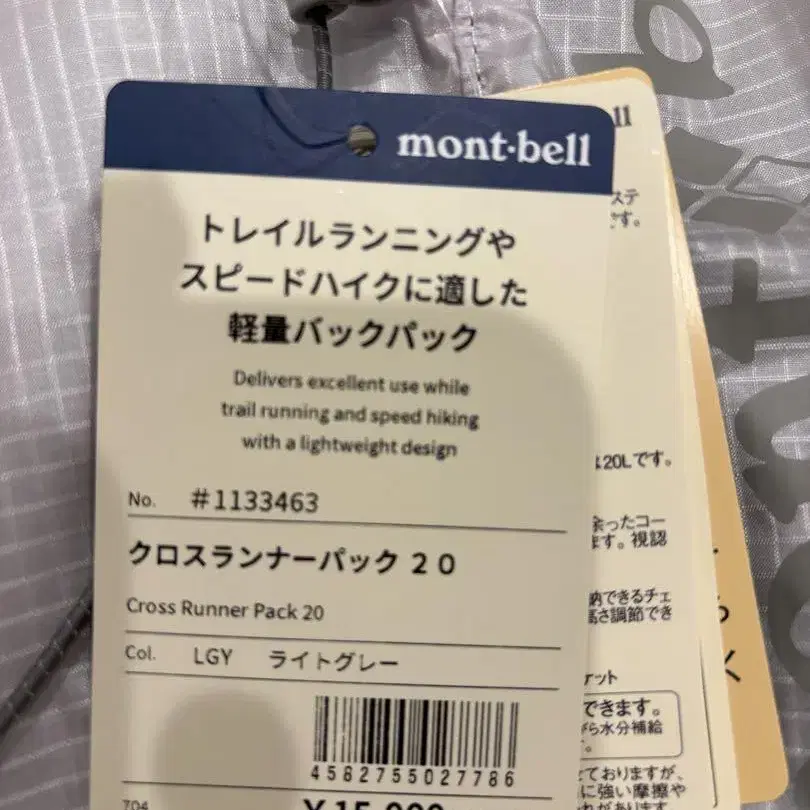 mont·bell
トレイルランニングや
スピードハイクに適した
軽量バックパック
Delivers excellent use while
trail running and speed hiking
with a lightweight design
No. #1133463
クロスランナーパック 20
Cross Runner Pack 20
Col. LGY ライトグレー
4582755027786
704
ll
ステ
です。
は20Lです。
余ったコー
ます。視認
納できるチェ
高さ調節でき
ケット
できます。
がら水分補給
ておりますが、
に強い摩擦や